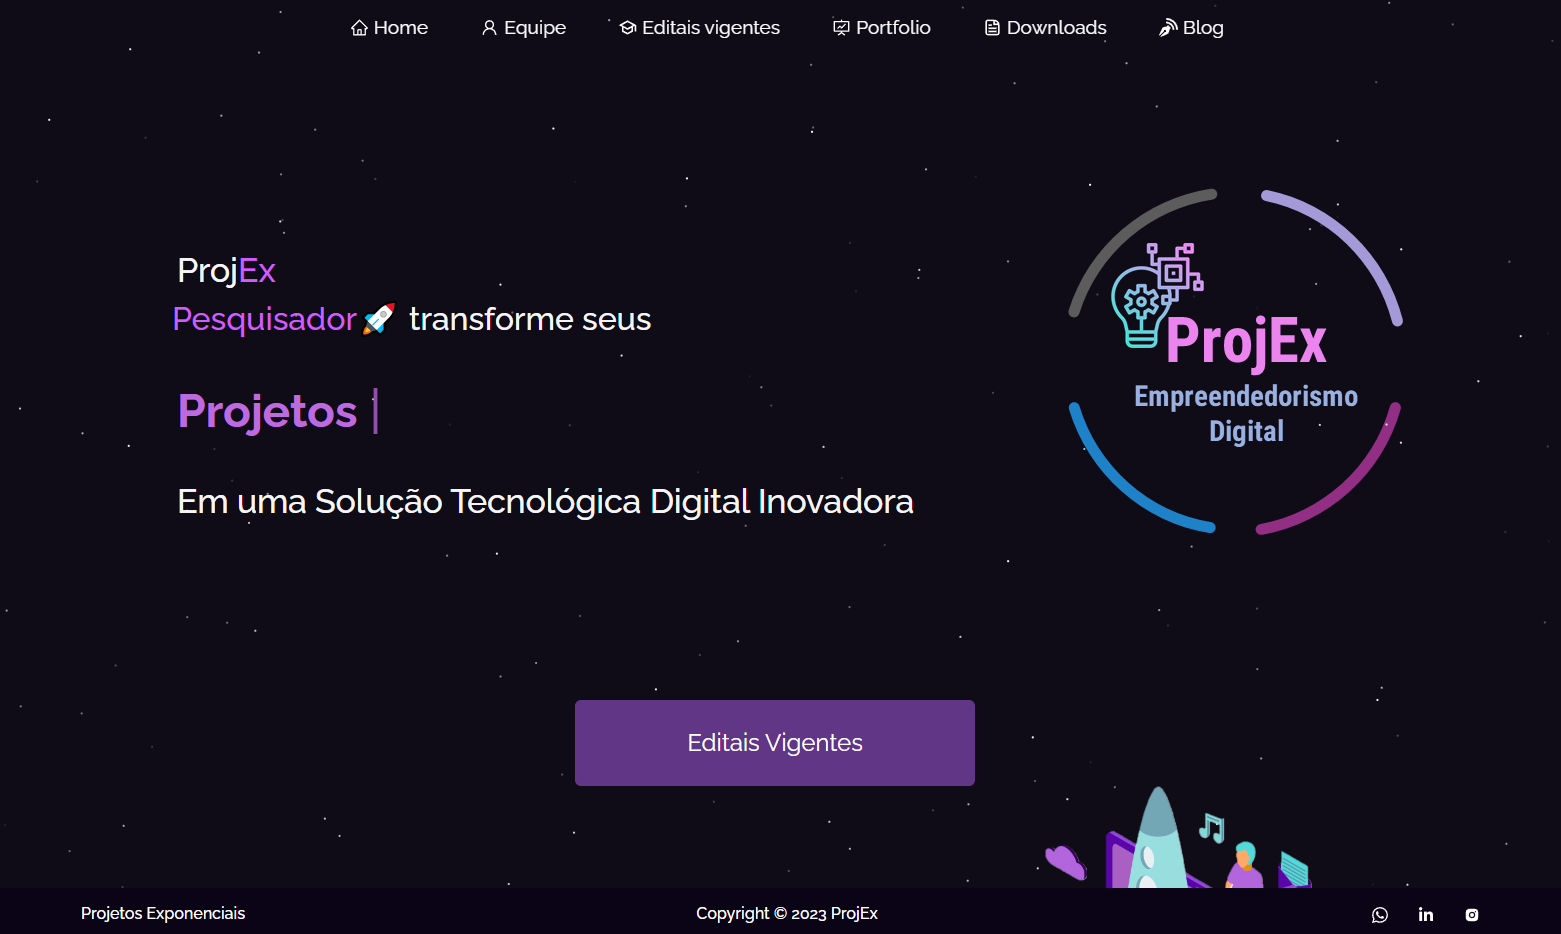 Home Equipe Editais vigentes Portfolio Downloads Blog
ProjEx
Pesquisador🚀 transforme seus
Projetos |
Em uma Solução Tecnológica Digital Inovadora
ProjEx
Empreendedorismo
Digital
Editais Vigentes
Projetos Exponenciais Copyright © 2023 ProjEx